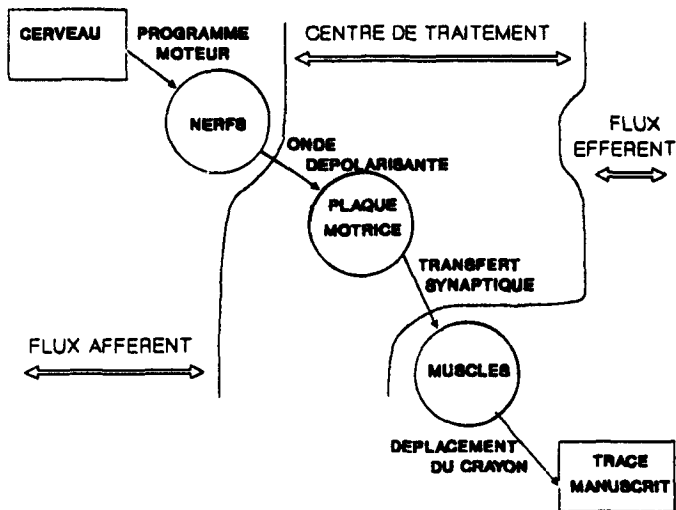 CERVEAU
PROGRAMME
MOTEUR
CENTRE DE TRAITEMENT
NERFS
FLUX
EFFERENT
ONDE
DEPOLARISANTE
PLAQUE
MOTRICE
TRANSFERT
SYNAPTIQUE
FLUX AFFERENT
MUSCLES
DEPLACEMENT
DU CRAYON
TRACE
MANUSCRIT